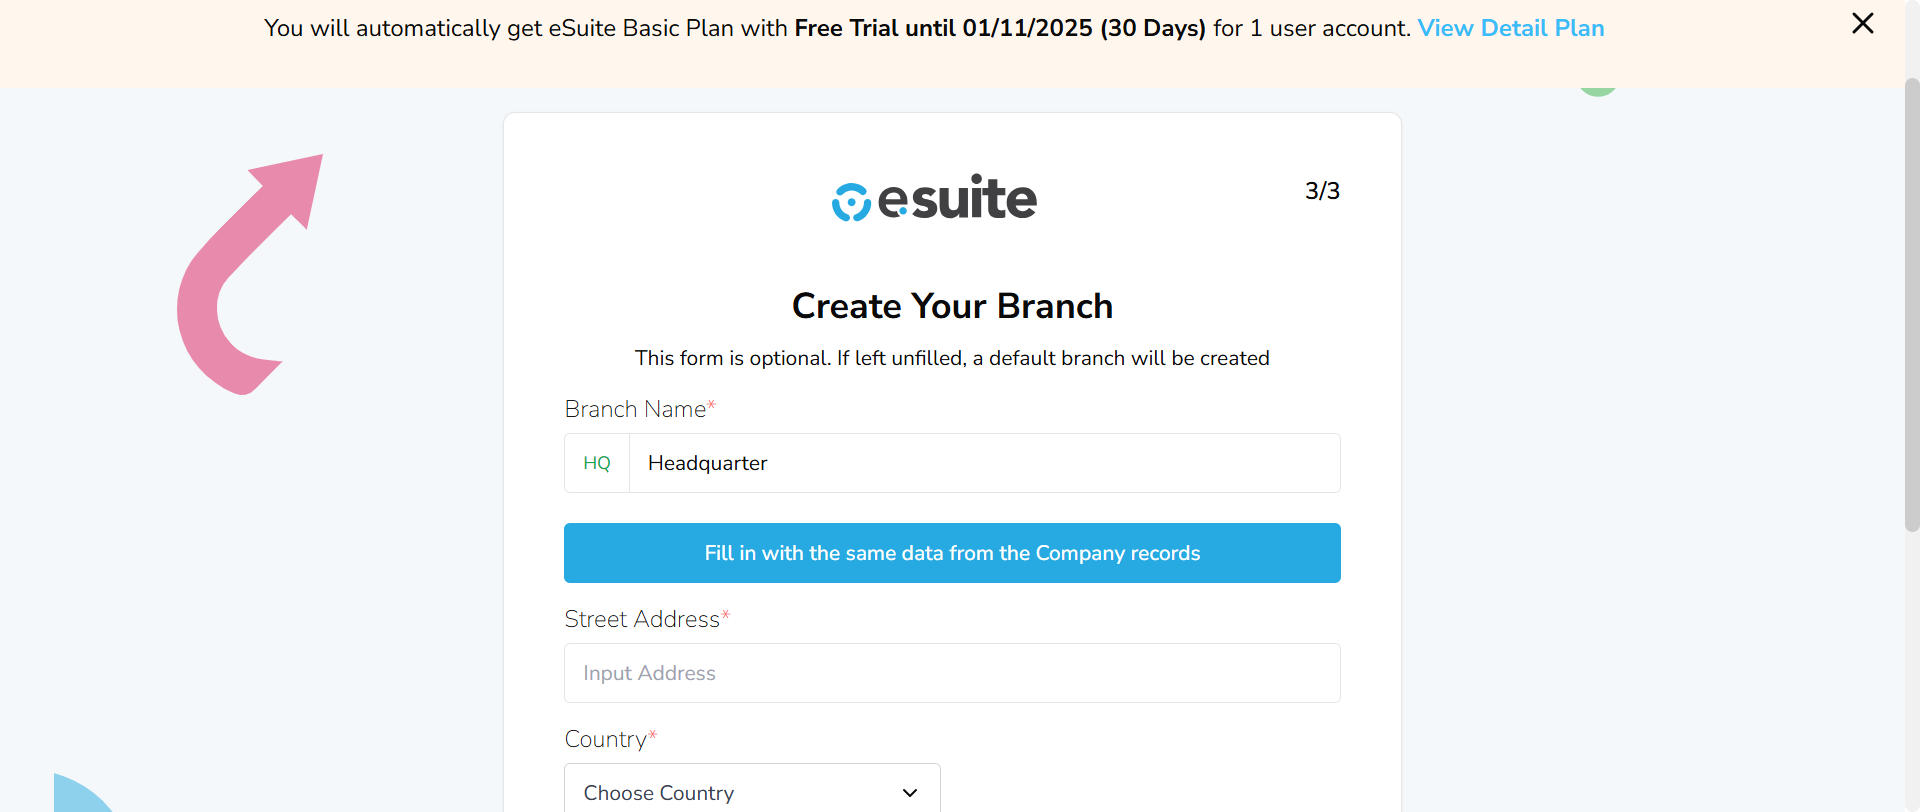 You will automatically get eSuite Basic Plan with Free Trial until 01/11/2025 (30 Days) for 1 user account. View Detail Plan
esuite
3/3
Create Your Branch
This form is optional. If left unfilled, a default branch will be created
Branch Name*
HQ Headquarter
Fill in with the same data from the Company records
Street Address*
Input Address
Country*
Choose Country